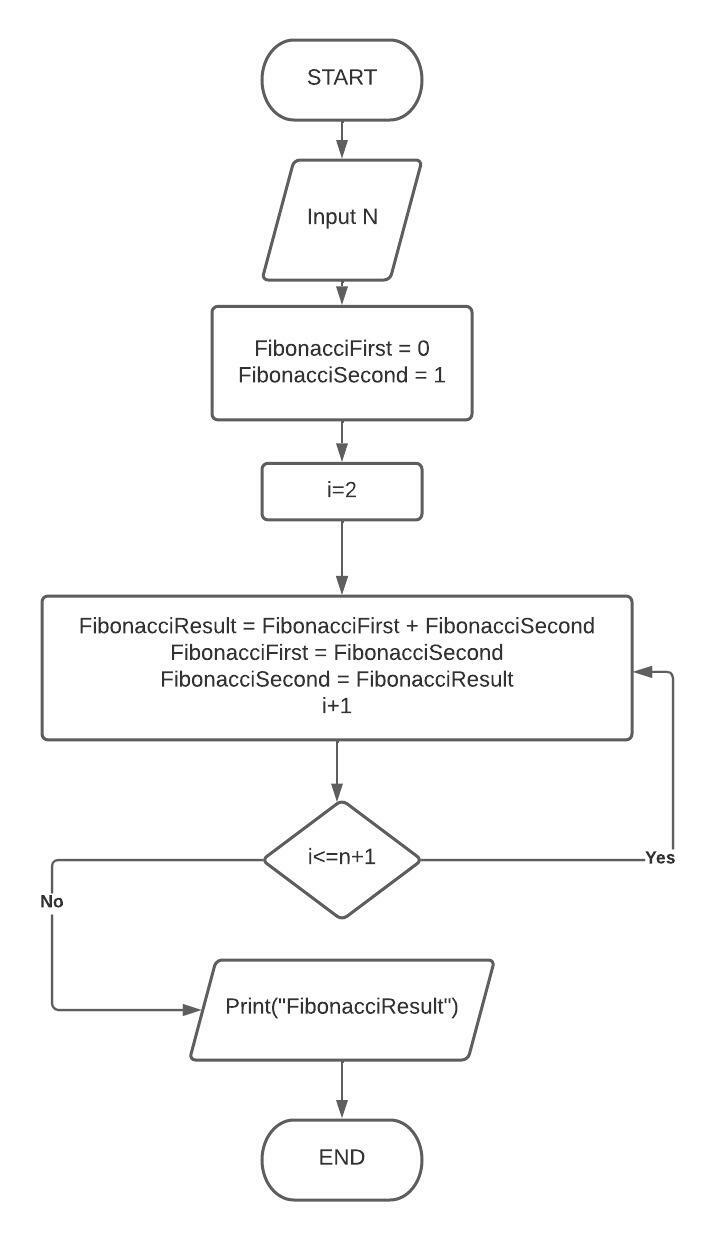 START
Input N
FibonacciFirst = 0
FibonacciSecond = 1
i=2
FibonacciResult = FibonacciFirst + FibonacciSecond
FibonacciFirst = FibonacciSecond
FibonacciSecond = FibonacciResult
i+1
i<=n+1
Yes
No
Print("FibonacciResult")
END